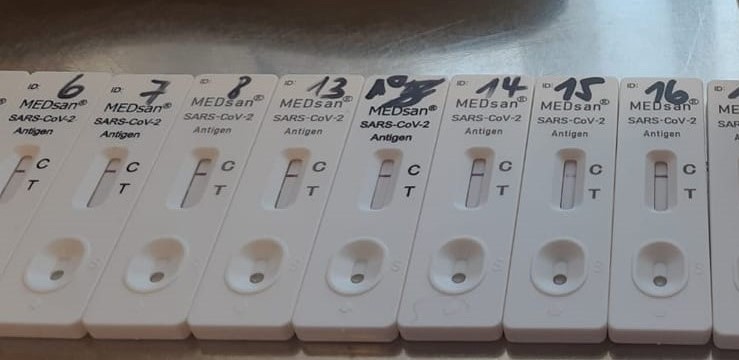 ID: 6
MEDsan®
SARS-CoV-2
Antigen
C
T
ID: 7
MEDsan®
SARS-CoV-2
Antigen
C
T
ID: 8
MEDsan®
SARS-CoV-2
Antigen
C
T
ID: 13
MEDsan®
SARS-CoV-2
Antigen
C
T
MEDsan®
SARS-CoV-2
Antigen
C
T
ID: 14
MEDsan®
SARS-CoV-2
Antigen
C
T
ID: 15
MEDsan®
SARS-CoV-2
Antigen
C
T
ID: 16
MEDsan®
SARS-CoV-2
Antigen
C
T